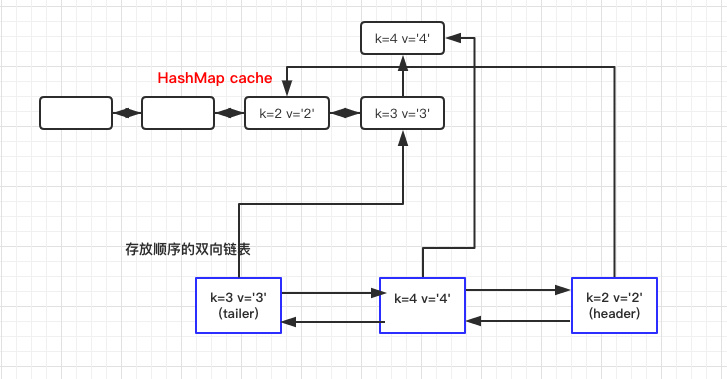 k=4 v='4'
HashMap cache
k=2 v='2'
k=3 v='3'
存放顺序的双向链表
k=3 v='3'
(tailer)
k=4 v='4'
k=2 v='2'
(header)